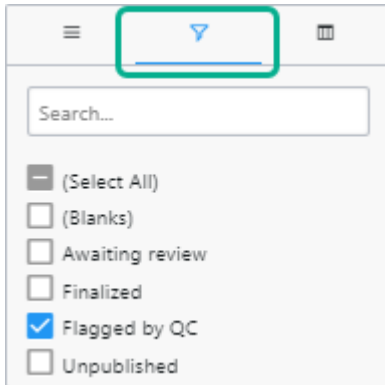 Search...
(Select All)
(Blanks)
Awaiting review
Finalized
Flagged by QC
Unpublished